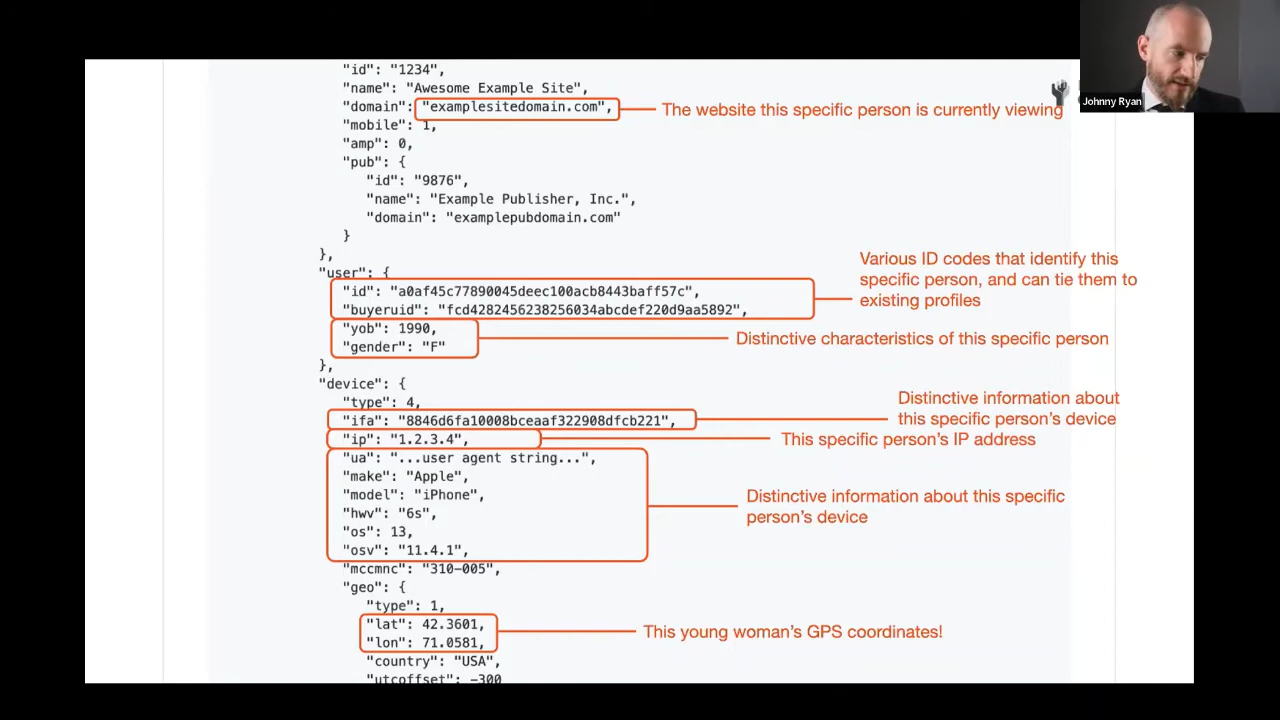 "id": "1234",
"name": "Awesome Example Site",
"domain": "examplesitedomain.com",
The website this specific person is currently viewing
Johnny Ryan
"mobile": 1,
"amp": 0,
"pub": {
"id": "9876",
"name": "Example Publisher, Inc.",
"domain": "examplepubdomain.com"
}
},
"user": {
Various ID codes that identify this
specific person, and can tie them to
existing profiles
"id": "a0af45c77890045deec100acb8443baff57c",
"buyeruid": "fcd4282456238256034abcdef220d9aa5892",
"yob": 1990,
"gender": "F"
Distinctive characteristics of this specific person
},
"device": {
"type": 4,
Distinctive information about
this specific person's device
"ifa": "8846d6fa10008bceaaf322908dfcb221",
"ip": "1.2.3.4",
This specific person's IP address
"ua": "...user agent string...",
"make": "Apple",
"model": "iPhone",
"hwv": "6s",
"os": 13,
"osv": "11.4.1",
Distinctive information about this specific
person's device
"mccmnc": "310-005",
"geo": {
"type": 1,
"lat": 42.3601,
"lon": 71.0581,
This young woman's GPS coordinates!
"country": "USA",
"utcoffset": -300